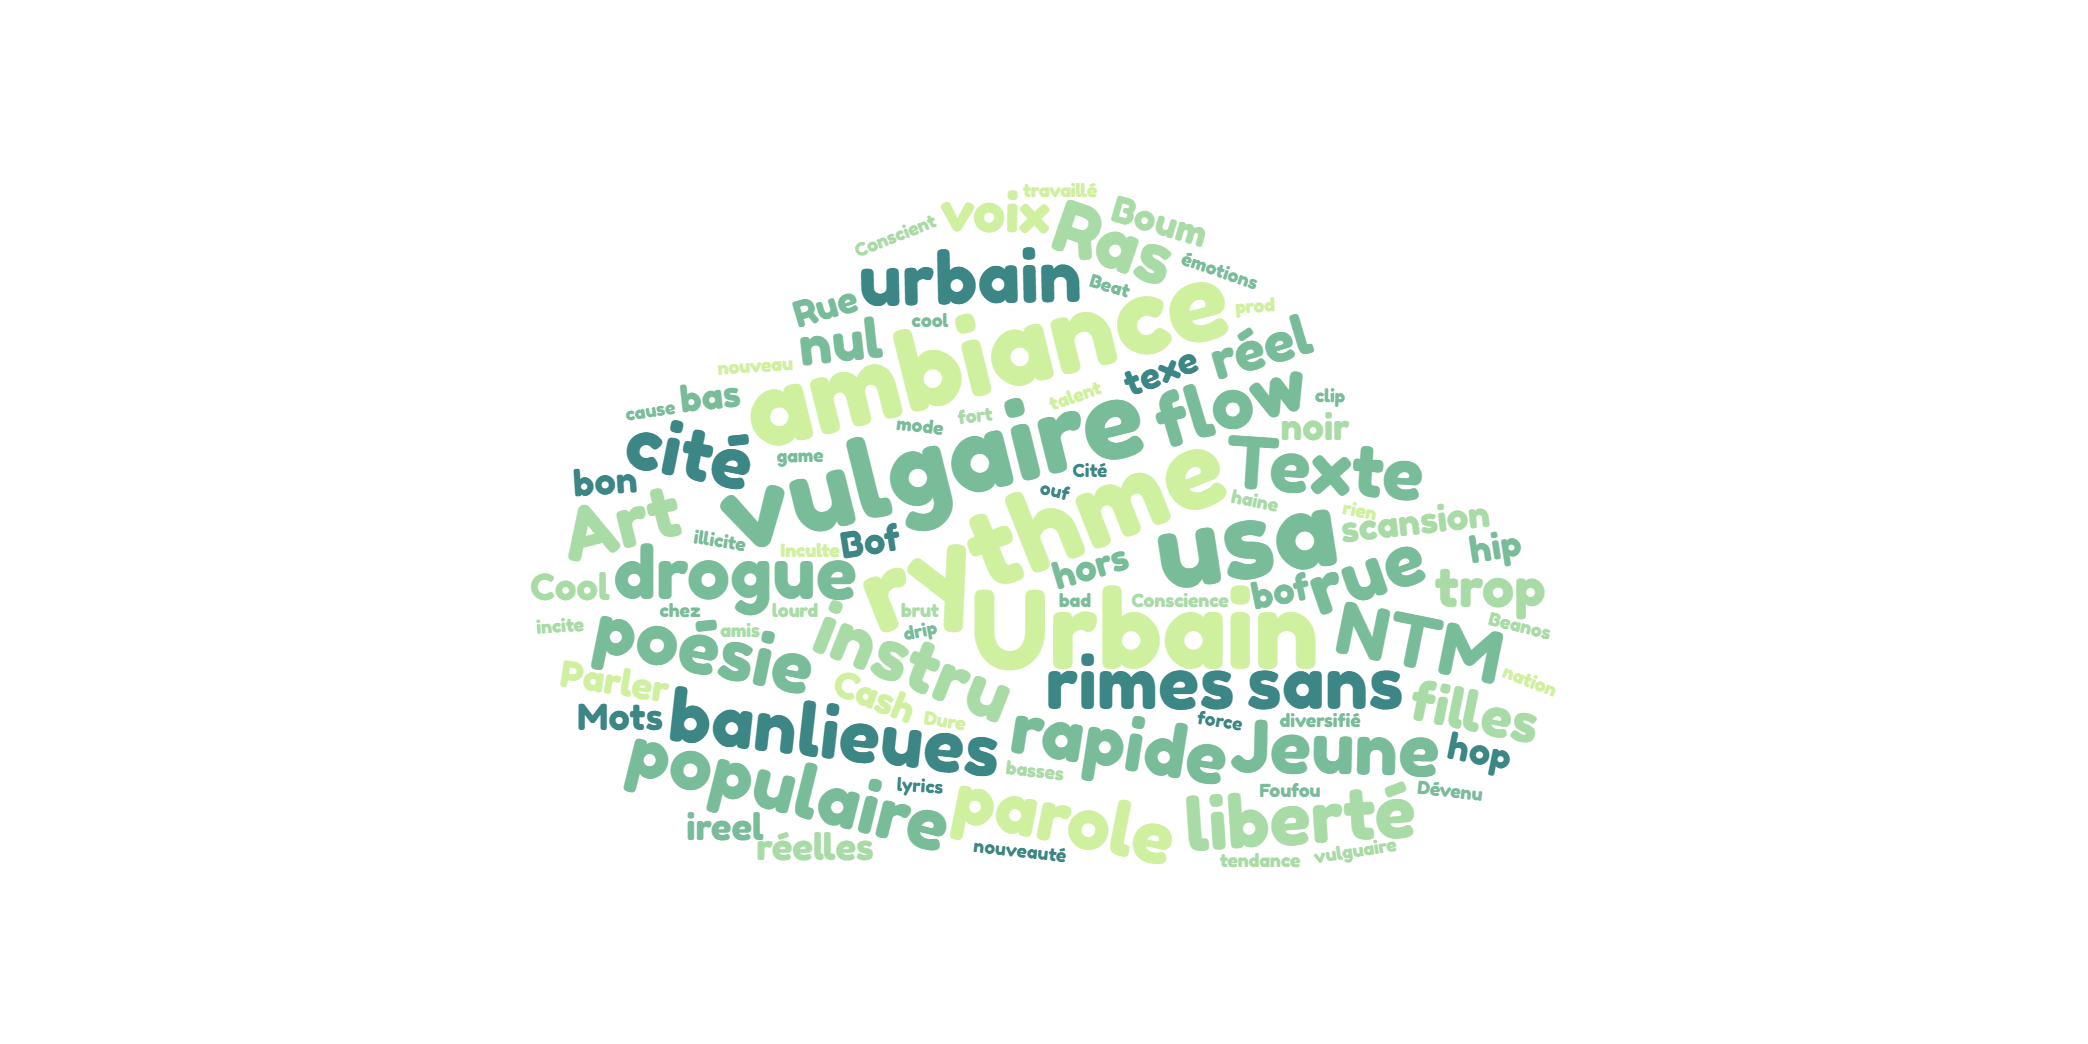 travaillé
voix
Ras
Boum
Conscient
urbain
émotions
Beat
Rue
cool
ambiance
prod
nul
réel
nouveau
texe
bas
cause
talent
flow
clip
mode
fort
vulgaire
noir
cité
game
Cité
Texte
bon
ouf
rythme
haine
rien
scansion
Art
illicite
Inculte
Bof
usa
hip
drogue
hors
rue
Cool
bof
trop
chez
lourd
brut
bad
Conscience
incite
amis
drip
Urbain
Beanos
poésie
instru
NTM
nation
Parler
Cash
rimes sans
filles
Mots
banlieues
Dure
force
diversifié
rapide
Jeune
hop
populaire
basses
lyrics
Foufou
Dévenu
parole
liberté
ireel
réelles
nouveauté
tendance
vulguaire